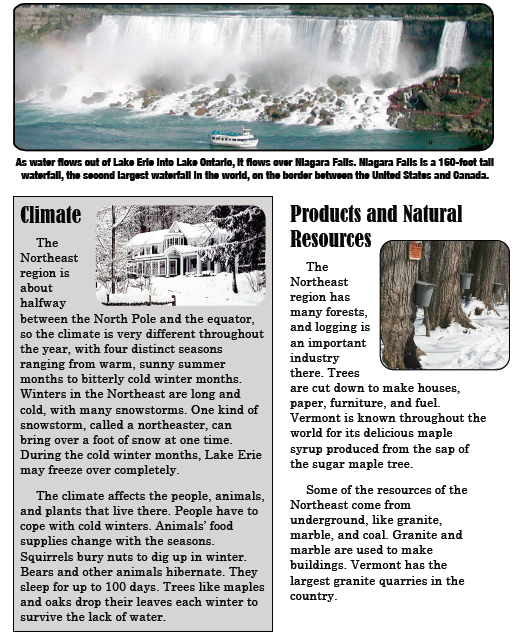 As water flows out of Lake Erie into Lake Ontario, it flows over Niagara Falls. Niagara Falls is a 160-foot tall
waterfall, the second largest waterfall in the world, on the border between the United States and Canada.
Climate
The
Northeast
region is
about
halfway
between the North Pole and the equator,
so the climate is very different throughout
the year, with four distinct seasons
ranging from warm, sunny summer
months to bitterly cold winter months.
Winters in the Northeast are long and
cold, with many snowstorms. One kind of
snowstorm, called a northeaster, can
bring over a foot of snow at one time.
During the cold winter months, Lake Erie
may freeze over completely.
The climate affects the people, animals,
and plants that live there. People have to
cope with cold winters. Animals' food
supplies change with the seasons.
Squirrels bury nuts to dig up in winter.
Bears and other animals hibernate. They
sleep for up to 100 days. Trees like maples
and oaks drop their leaves each winter to
survive the lack of water.
Products and Natural
Resources
The
Northeast
region has
many forests,
and logging is
an important
industry
there. Trees
are cut down to make houses,
paper, furniture, and fuel.
Vermont is known throughout the
world for its delicious maple
syrup produced from the sap of
the sugar maple tree.
Some of the resources of the
Northeast come from
underground, like granite,
marble, and coal. Granite and
marble are used to make
buildings. Vermont has the
largest granite quarries in the
country.